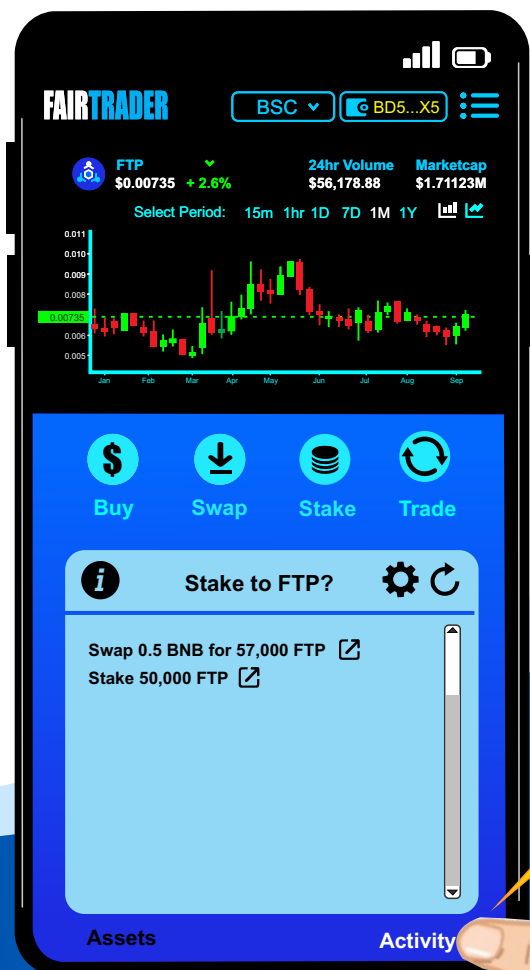 FAIRTRADER
BSC
BD5...X5
FTP
$0.00735 + 2.6%
24hr Volume
$56,178.88
Marketcap
$1.71123M
Select Period: 15m 1hr 1D 7D 1M 1Y
0.011
0.010
0.009
0.008
0.00735
0.006
0.005
Jan Feb Mar Apr May Jun Jul Aug Sep
$
Buy Swap Stake Trade
i
Stake to FTP?
Swap 0.5 BNB for 57,000 FTP
Stake 50,000 FTP
Assets
Activity